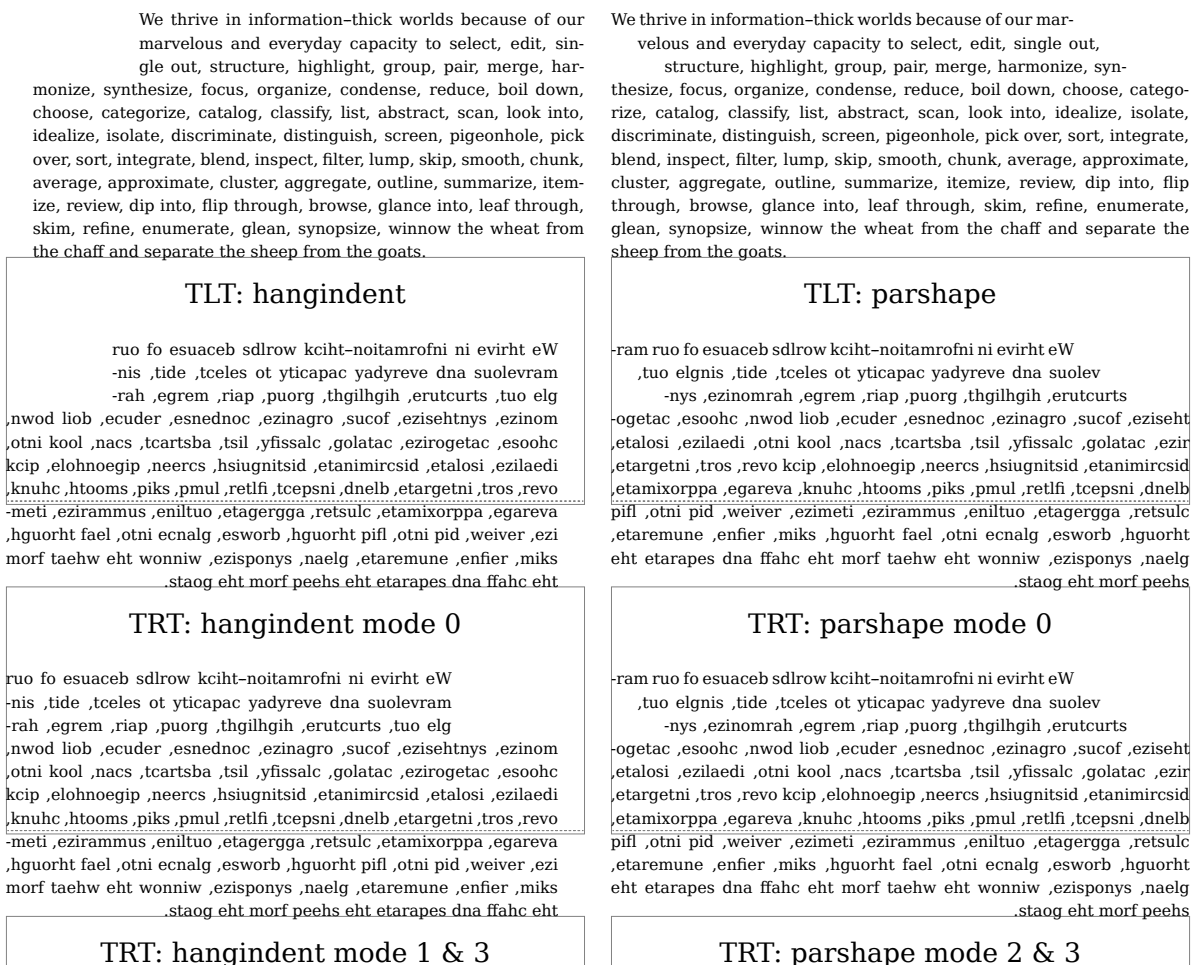 We thrive in information–thick worlds because of our
marvelous and everyday capacity to select, edit, sin-
gle out, structure, highlight, group, pair, merge, har-
monize, synthesize, focus, organize, condense, reduce, boil down,
choose, categorize, catalog, classify, list, abstract, scan, look into,
idealize, isolate, discriminate, distinguish, screen, pigeonhole, pick
over, sort, integrate, blend, inspect, filter, lump, skip, smooth, chunk,
average, approximate, cluster, aggregate, outline, summarize, item-
ize, review, dip into, flip through, browse, glance into, leaf through,
skim, refine, enumerate, glean, synopsize, winnow the wheat from
the chaff and separate the sheep from the goats.
TLT: hangindent
We thrive in information–thick worlds because of our mar-
velous and everyday capacity to select, edit, single out,
structure, highlight, group, pair, merge, harmonize, syn-
thesize, focus, organize, condense, reduce, boil down, choose, catego-
rize, catalog, classify, list, abstract, scan, look into, idealize, isolate,
discriminate, distinguish, screen, pigeonhole, pick over, sort, integrate,
blend, inspect, filter, lump, skip, smooth, chunk, average, approximate,
cluster, aggregate, outline, summarize, itemize, review, dip into, flip
through, browse, glance into, leaf through, skim, refine, enumerate,
glean, synopsize, winnow the wheat from the chaff and separate the
sheep from the goats.
TLT: parshape
ruo fo esuaceb sdlrow kciht–noitamrofni ni evirht eW
-nis ,tide ,tceles ot yticapac yadyreve dna suolevram
-rah ,egrem ,riap ,puorg ,thgilhgih ,erutcurts ,tuo elg
,nwod liob ,ecuder ,esnednoc ,ezinagro ,sucof ,ezisehtnys ,ezinom
,otni kool ,nacs ,tcartsba ,tsil ,yfissalc ,golatac ,ezirogetac ,esoohc
kcip ,elohnoegip ,neercs ,hsiugnitsid ,etanimircsid ,etalosi ,ezilaedi
,knuhc ,htooms ,piks ,pmul ,retlfi ,tcepsni ,dnelb ,etargetni ,tros ,revo
-meti ,ezirammus ,eniltuo ,etagergga ,retsulc ,etamixorppa ,egareva
,hguorht fael ,otni ecnalg ,esworb ,hguorht pifl ,otni pid ,weiver ,ezi
morf taehw eht wonniw ,ezisponys ,naelg ,etaremune ,enfier ,miks
.staog eht morf peehs eht etarapes dna ffahc eht
TRT: hangindent mode 0
-ram ruo fo esuaceb sdlrow kciht–noitamrofni ni evirht eW
,tuo elgnis ,tide ,tceles ot yticapac yadyreve dna suolev
-nys ,ezinomrah ,egrem ,riap ,puorg ,thgilhgih ,erutcurts
-ogetac ,esoohc ,nwod liob ,ecuder ,esnednoc ,ezinagro ,sucof ,eziseht
,etalosi ,ezilaedi ,otni kool ,nacs ,tcartsba ,tsil ,yfissalc ,golatac ,ezir
,etargetni ,tros ,revo kcip ,elohnoegip ,neercs ,hsiugnitsid ,etanimircsid
,etamixorppa ,egareva ,knuhc ,htooms ,piks ,pmul ,retlfi ,tcepsni ,dnelb
pifl ,otni pid ,weiver ,ezimeti ,ezirammus ,eniltuo ,etagergga ,retsulc
,etaremune ,enfier ,miks ,hguorht fael ,otni ecnalg ,esworb ,hguorht
eht etarapes dna ffahc eht morf taehw eht wonniw ,ezisponys ,naelg
.staog eht morf peehs
TRT: parshape mode 0
ruo fo esuaceb sdlrow kciht–noitamrofni ni evirht eW
-nis ,tide ,tceles ot yticapac yadyreve dna suolevram
-rah ,egrem ,riap ,puorg ,thgilhgih ,erutcurts ,tuo elg
,nwod liob ,ecuder ,esnednoc ,ezinagro ,sucof ,ezisehtnys ,ezinom
,otni kool ,nacs ,tcartsba ,tsil ,yfissalc ,golatac ,ezirogetac ,esoohc
kcip ,elohnoegip ,neercs ,hsiugnitsid ,etanimircsid ,etalosi ,ezilaedi
,knuhc ,htooms ,piks ,pmul ,retlfi ,tcepsni ,dnelb ,etargetni ,tros ,revo
-meti ,ezirammus ,eniltuo ,etagergga ,retsulc ,etamixorppa ,egareva
,hguorht fael ,otni ecnalg ,esworb ,hguorht pifl ,otni pid ,weiver ,ezi
morf taehw eht wonniw ,ezisponys ,naelg ,etaremune ,enfier ,miks
.staog eht morf peehs eht etarapes dna ffahc eht
TRT: hangindent mode 1 & 3
-ram ruo fo esuaceb sdlrow kciht–noitamrofni ni evirht eW
,tuo elgnis ,tide ,tceles ot yticapac yadyreve dna suolev
-nys ,ezinomrah ,egrem ,riap ,puorg ,thgilhgih ,erutcurts
-ogetac ,esoohc ,nwod liob ,ecuder ,esnednoc ,ezinagro ,sucof ,eziseht
,etalosi ,ezilaedi ,otni kool ,nacs ,tcartsba ,tsil ,yfissalc ,golatac ,ezir
,etargetni ,tros ,revo kcip ,elohnoegip ,neercs ,hsiugnitsid ,etanimircsid
,etamixorppa ,egareva ,knuhc ,htooms ,piks ,pmul ,retlfi ,tcepsni ,dnelb
pifl ,otni pid ,weiver ,ezimeti ,ezirammus ,eniltuo ,etagergga ,retsulc
,etaremune ,enfier ,miks ,hguorht fael ,otni ecnalg ,esworb ,hguorht
eht etarapes dna ffahc eht morf taehw eht wonniw ,ezisponys ,naelg
.staog eht morf peehs
TRT: parshape mode 2 & 3